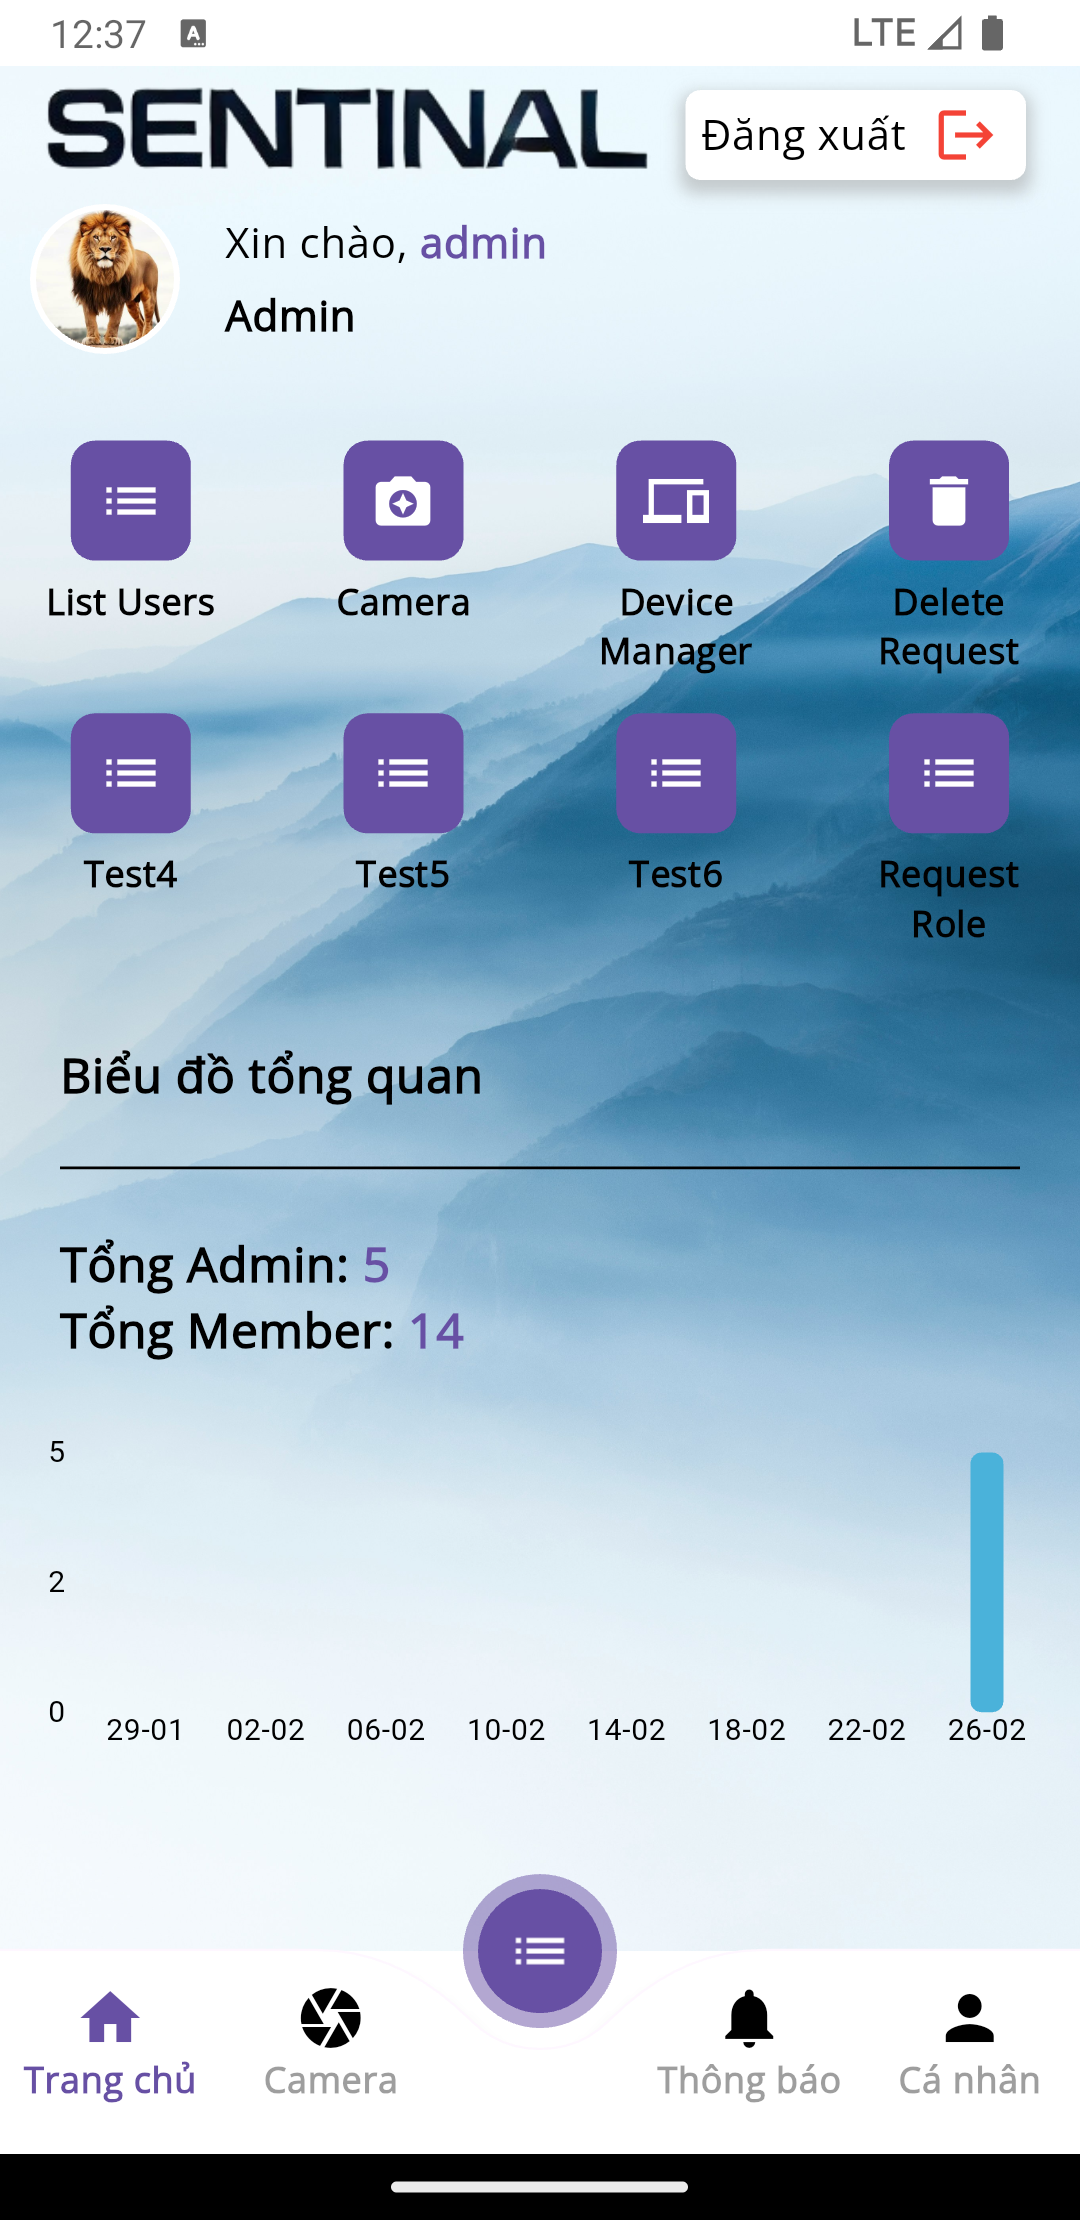 12:37
LTE
SENTINAL
Đăng xuất
Xin chào, admin
Admin
List Users
Camera
Device
Manager
Delete
Request
Test4
Test5
Test6
Request
Role
Biểu đồ tổng quan
Tổng Admin: 5
Tổng Member: 14
5
2
0
29-01 02-02 06-02 10-02 14-02 18-02 22-02 26-02
Trang chủ
Camera
Thông báo
Cá nhân